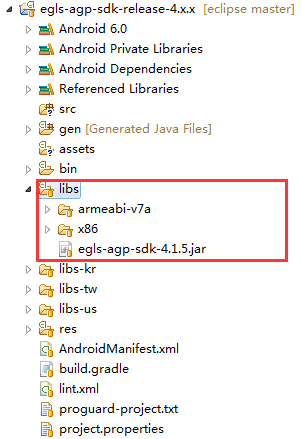 egls-agp-sdk-release-4.x.x [eclipse master]
Android 6.0
Android Private Libraries
Android Dependencies
Referenced Libraries
src
gen [Generated Java Files]
assets
bin
libs
armeabi-v7a
x86
egls-agp-sdk-4.1.5.jar
libs-kr
libs-tw
libs-us
res
AndroidManifest.xml
build.gradle
lint.xml
proguard-project.txt
project.properties